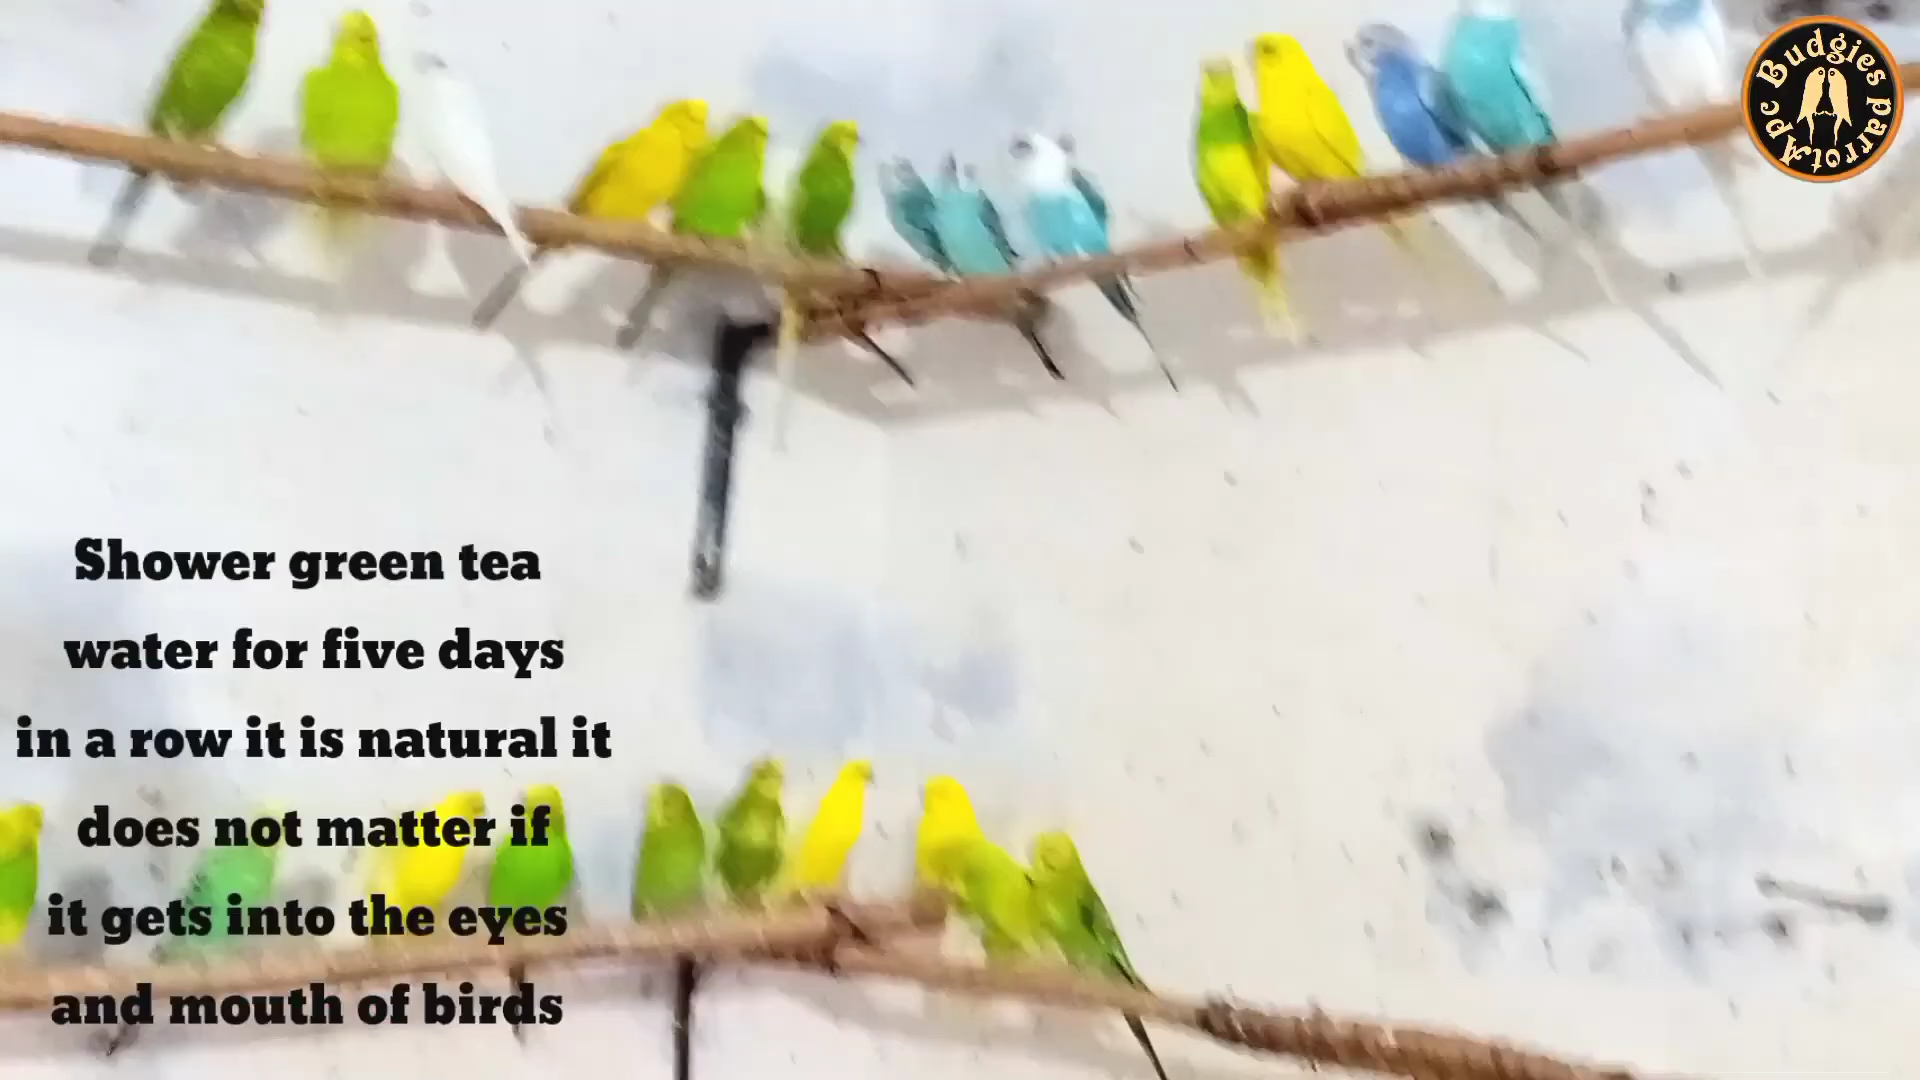 Budgies parrot Apc
Shower green tea
water for five days
in a row it is natural it
does not matter if
it gets into the eyes
and mouth of birds